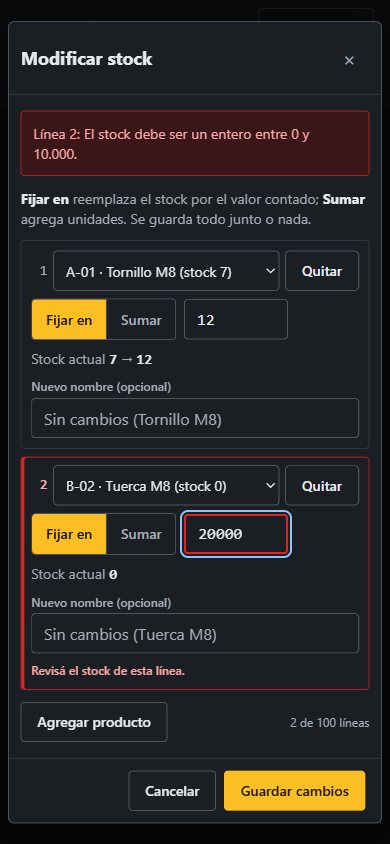 Modificar stock
×
Línea 2: El stock debe ser un entero entre 0 y
10.000.
Fijar en reemplaza el stock por el valor contado; Sumar
agrega unidades. Se guarda todo junto o nada.
1 A-01 · Tornillo M8 (stock 7) Quitar
Fijar en Sumar 12
Stock actual 7 → 12
Nuevo nombre (opcional)
Sin cambios (Tornillo M8)
2 B-02 · Tuerca M8 (stock 0) Quitar
Fijar en Sumar 20000
Stock actual 0
Nuevo nombre (opcional)
Sin cambios (Tuerca M8)
Revisá el stock de esta línea.
Agregar producto 2 de 100 líneas
Cancelar Guardar cambios